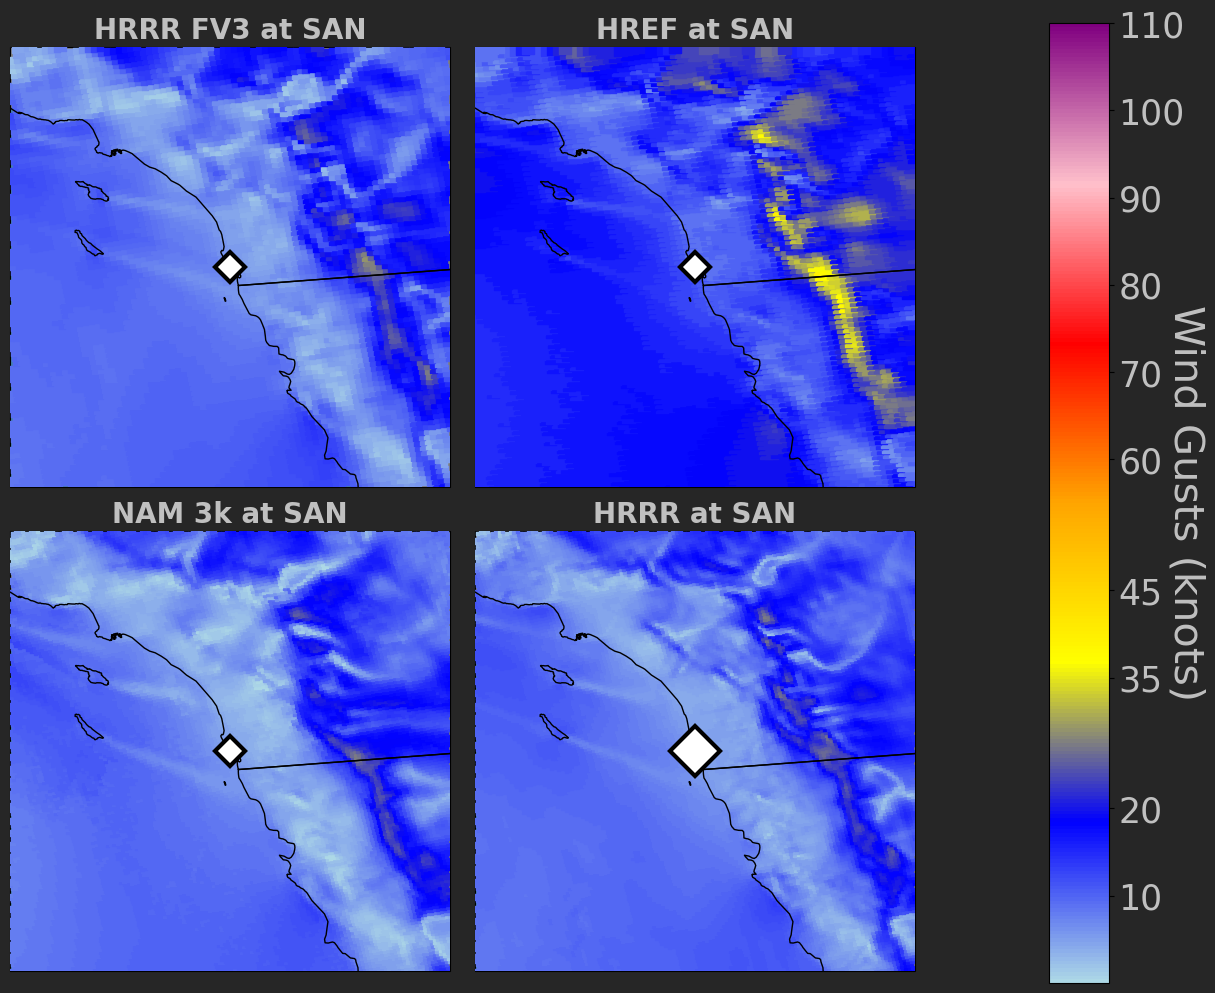 HRRR FV3 at SAN
HREF at SAN
NAM 3k at SAN
HRRR at SAN
110
100
90
80
70
60
45
35
20
10
Wind Gusts (knots)